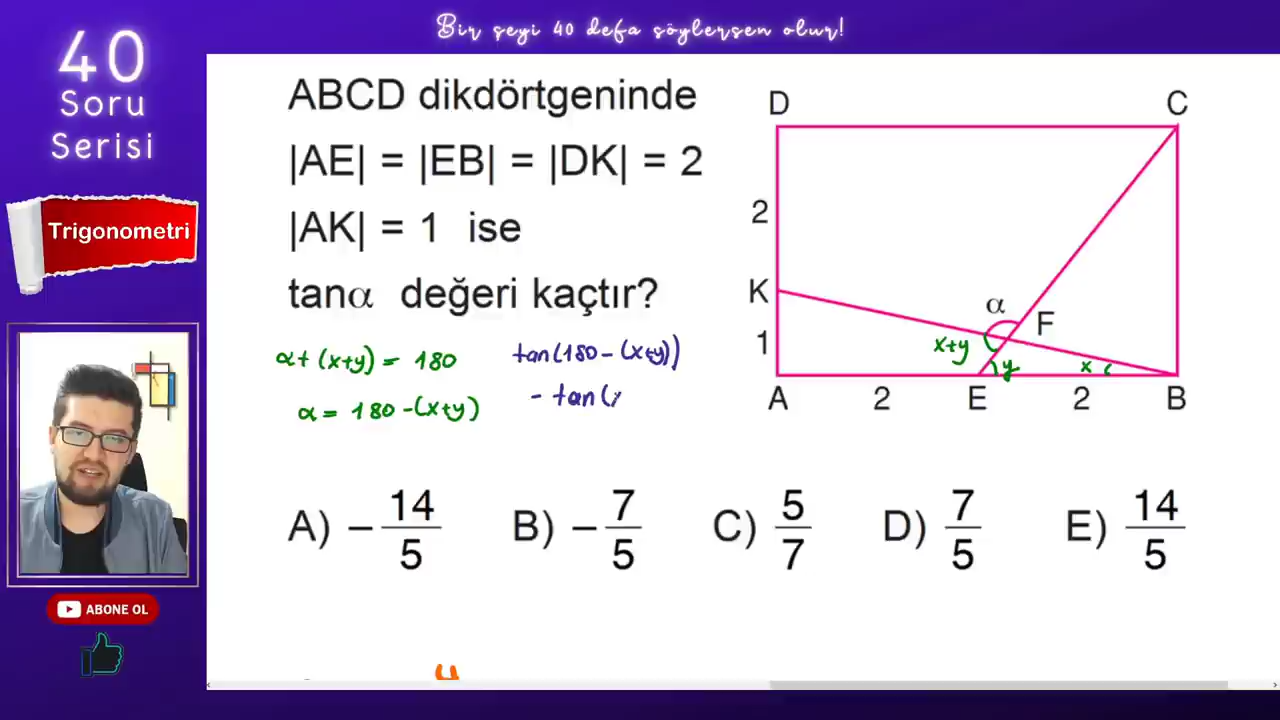 Bir şeyi 40 defa söylersen olur!
40
Soru
Serisi
Trigonometri
ABONE OL
ABCD dikdörtgeninde
|AE| = |EB| = |DK| = 2
|AK| = 1 ise
tanα değeri kaçtır?
α+(x+y) = 180
α = 180 -(x+y)
tan(180 - (x+y))
- tan(
D
C
2
K
α
F
1
x+y
y
x
A
2
E
2
B
A) -14/5
B) -7/5
C) 5/7
D) 7/5
E) 14/5